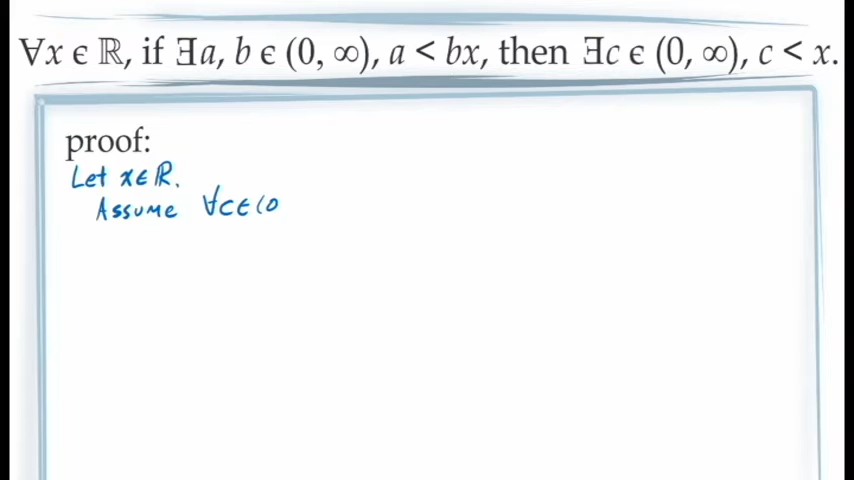 ∀x ϵ ℝ, if ∃a, b ϵ (0, ∞), a < bx, then ∃c ϵ (0, ∞), c < x.
proof:
Let x ϵ ℝ.
Assume ∀c ϵ (0